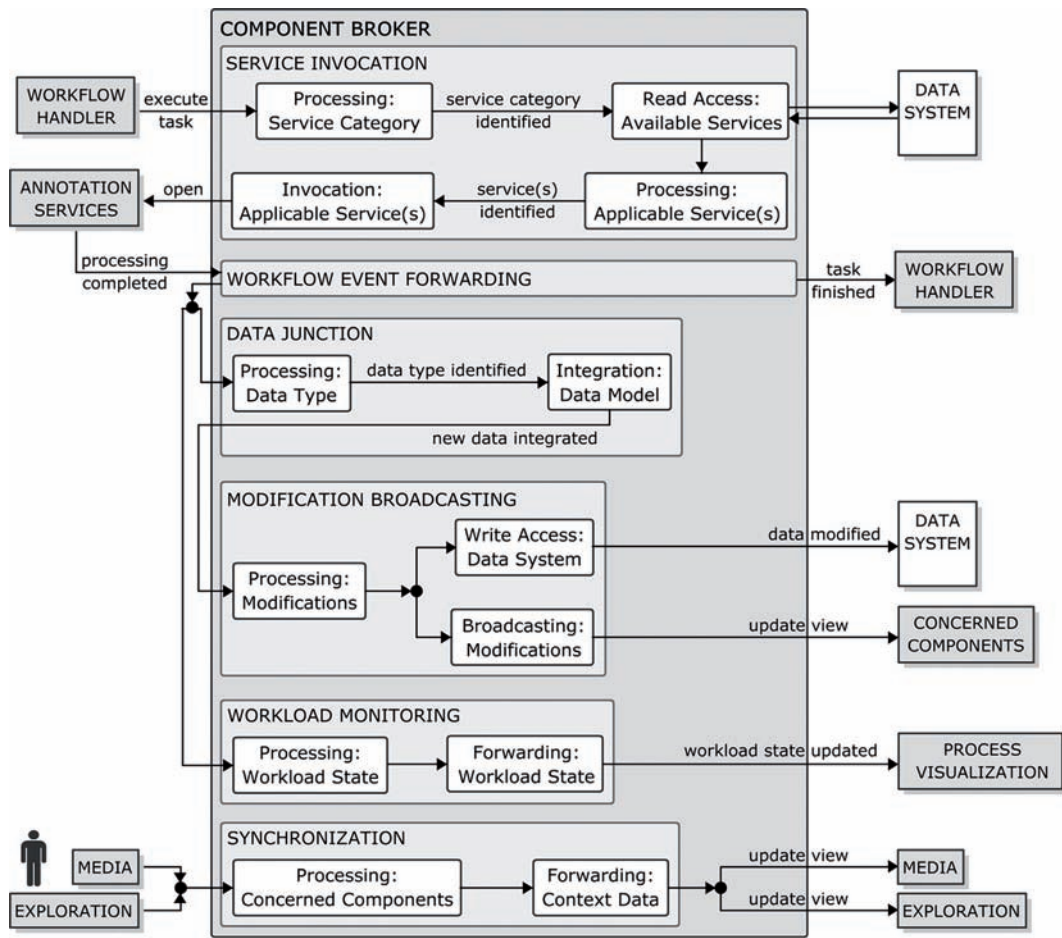 COMPONENT BROKER
SERVICE INVOCATION
WORKFLOW
HANDLER
execute
task
Processing:
Service Category
service category
identified
Read Access:
Available Services
DATA
SYSTEM
ANNOTATION
SERVICES
open
Invocation:
Applicable Service(s)
service(s)
identified
Processing:
Applicable Service(s)
processing
completed
WORKFLOW EVENT FORWARDING
task
finished
WORKFLOW
HANDLER
DATA JUNCTION
Processing:
Data Type
data type identified
Integration:
Data Model
new data integrated
MODIFICATION BROADCASTING
Processing:
Modifications
Write Access:
Data System
data modified
DATA
SYSTEM
Broadcasting:
Modifications
update view
CONCERNED
COMPONENTS
WORKLOAD MONITORING
Processing:
Workload State
Forwarding:
Workload State
workload state updated
PROCESS
VISUALIZATION
SYNCHRONIZATION
MEDIA
EXPLORATION
Processing:
Concerned Components
Forwarding:
Context Data
update view
MEDIA
update view
EXPLORATION